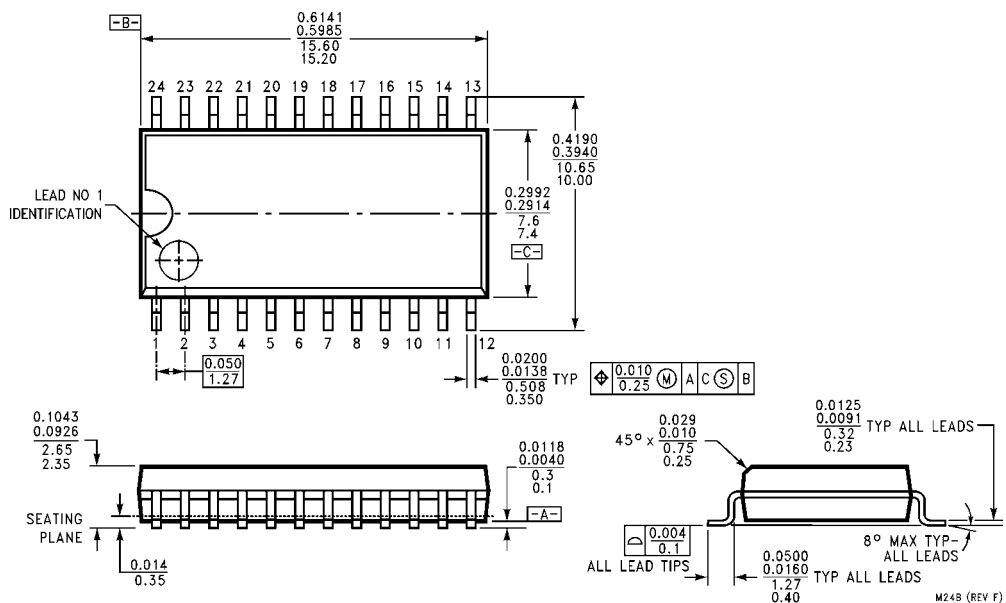 -B-
0.6141
0.5985
15.60
15.20
24 23 22 21 20 19 18 17 16 15 14 13
LEAD NO 1
IDENTIFICATION
0.4190
0.3940
10.65
10.00
0.2992
0.2914
7.6
7.4
-C-
1 2 3 4 5 6 7 8 9 10 11 12
0.050
1.27
0.0200
0.0138
0.508
0.350
TYP
⌖ 0.010 0.25 Ⓜ A C Ⓢ B
0.1043
0.0926
2.65
2.35
SEATING
PLANE
0.014
0.35
0.0118
0.0040
0.3
0.1
-A-
45° x
0.029
0.010
0.75
0.25
0.0125
0.0091
0.32
0.23
TYP ALL LEADS
0.004
0.1
ALL LEAD TIPS
0.0500
0.0160
1.27
0.40
TYP ALL LEADS
8° MAX TYP-
ALL LEADS
M24B (REV F)